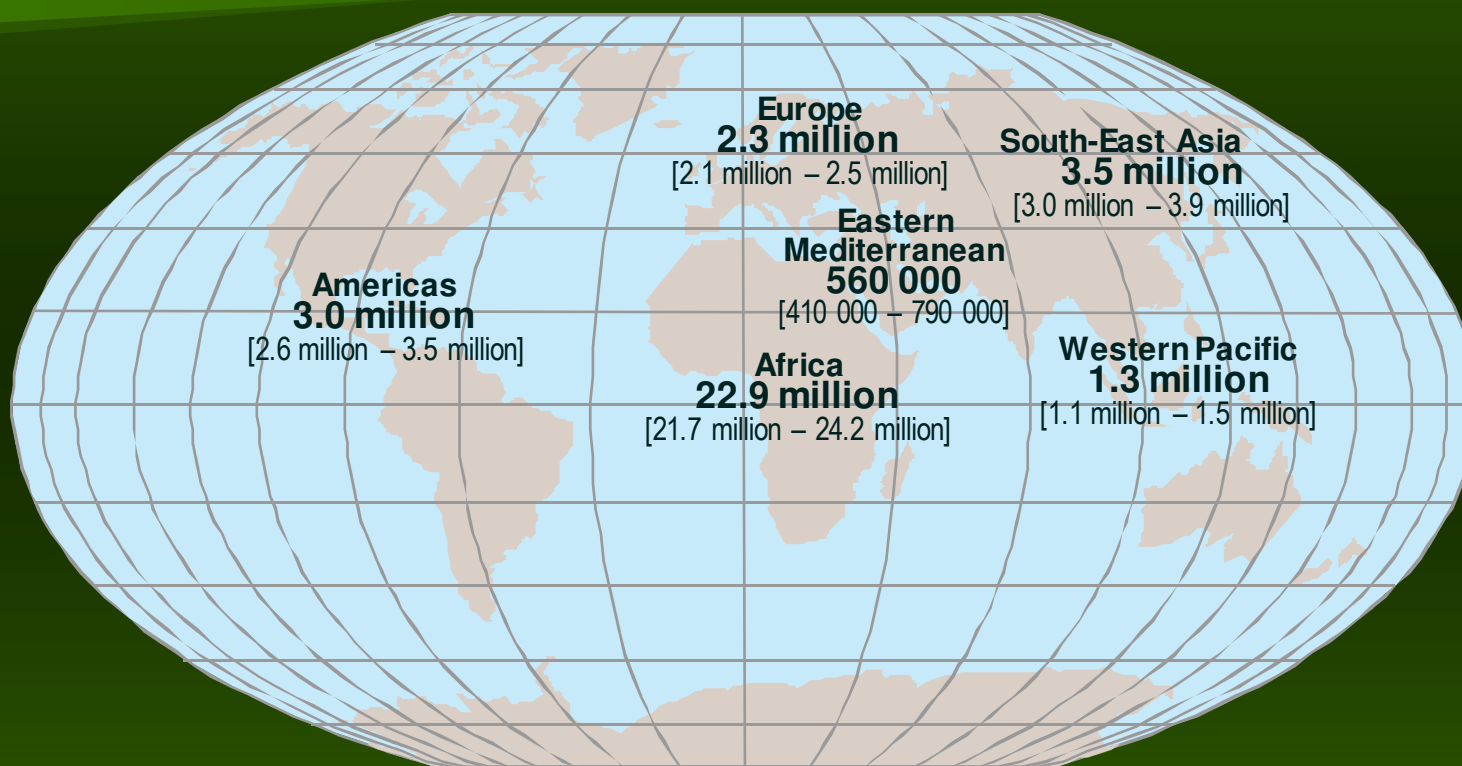 Europe
2.3 million
[2.1 million – 2.5 million]
South-East Asia
3.5 million
[3.0 million – 3.9 million]
Eastern
Mediterranean
560 000
[410 000 – 790 000]
Americas
3.0 million
[2.6 million – 3.5 million]
Western Pacific
1.3 million
[1.1 million – 1.5 million]
Africa
22.9 million
[21.7 million – 24.2 million]